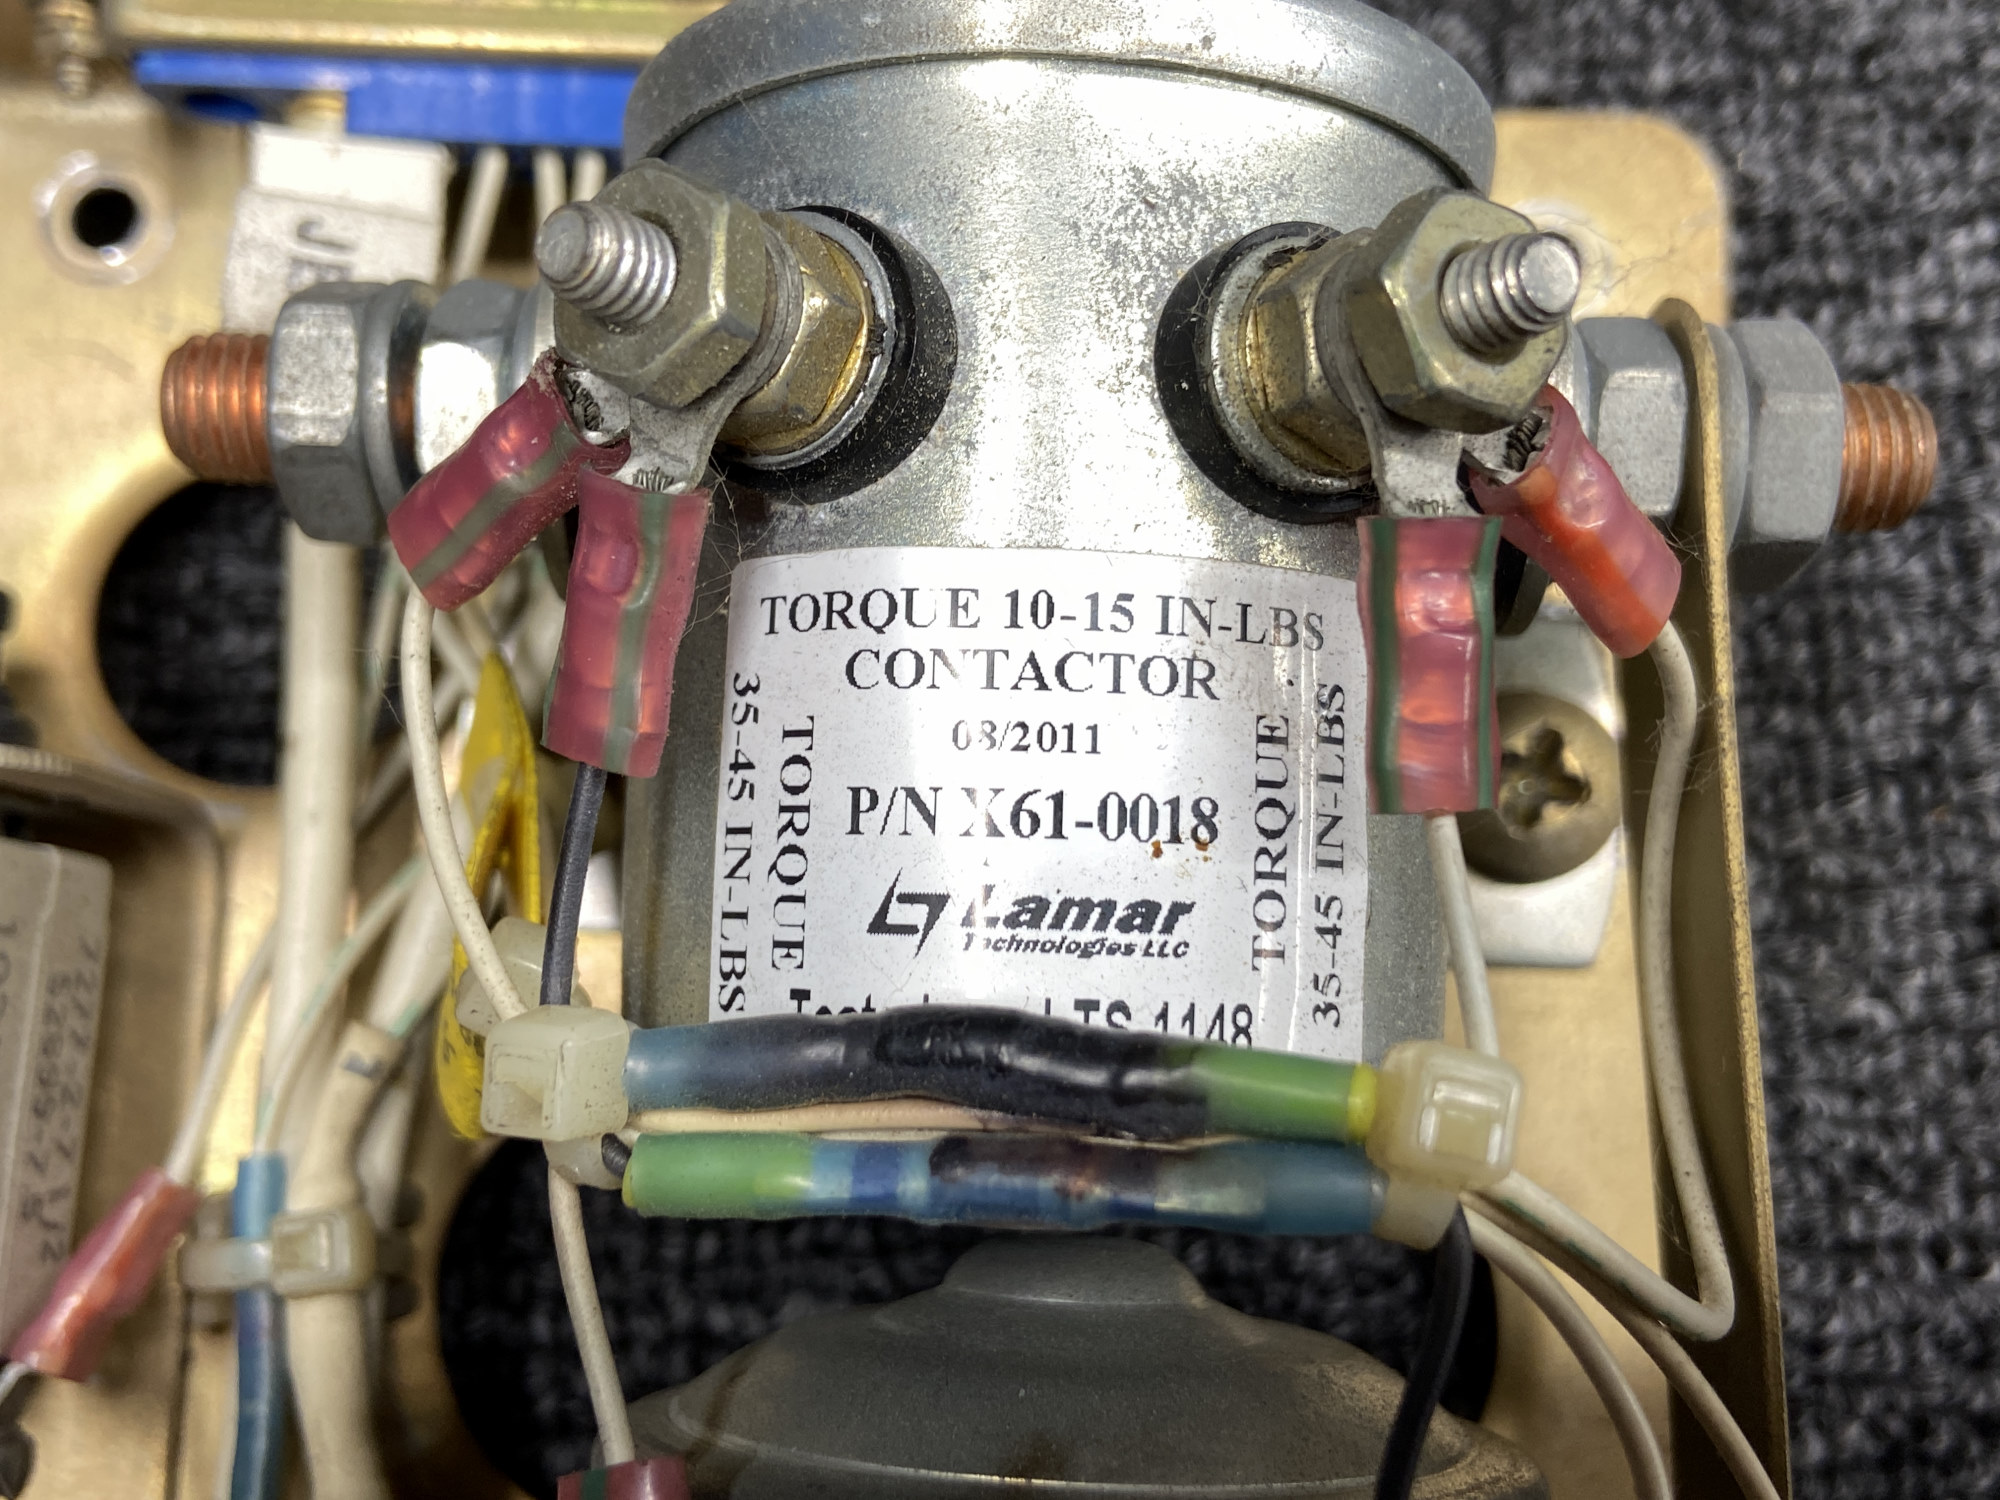 TORQUE 10-15 IN-LBS
CONTACTOR
08/2011
P/N X61-0018
Lamar
Technologies LLC
1148
TORQUE
35-45 IN-LBS
TORQUE
35-45 IN-LBS